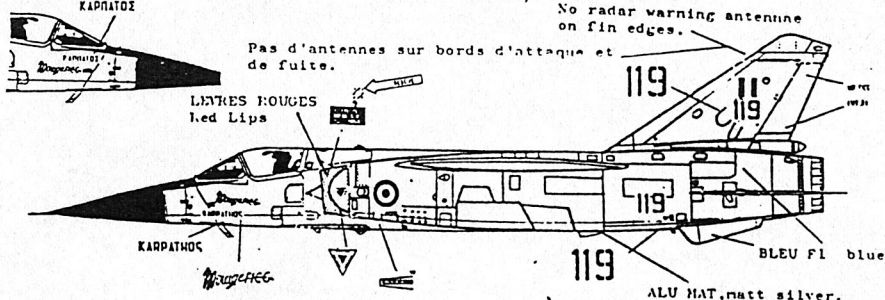 ΚΑΡΠΑΤΟΣ
No radar warning antenne
on fin edges.
Pas d'antennes sur bords d'attaque et
de fuite.
LEVRES ROUGES
Red Lips
119
119
119
KARPATHOS
KARPATHOS
119
BLEU F1 blue
ALU MAT, matt silver.